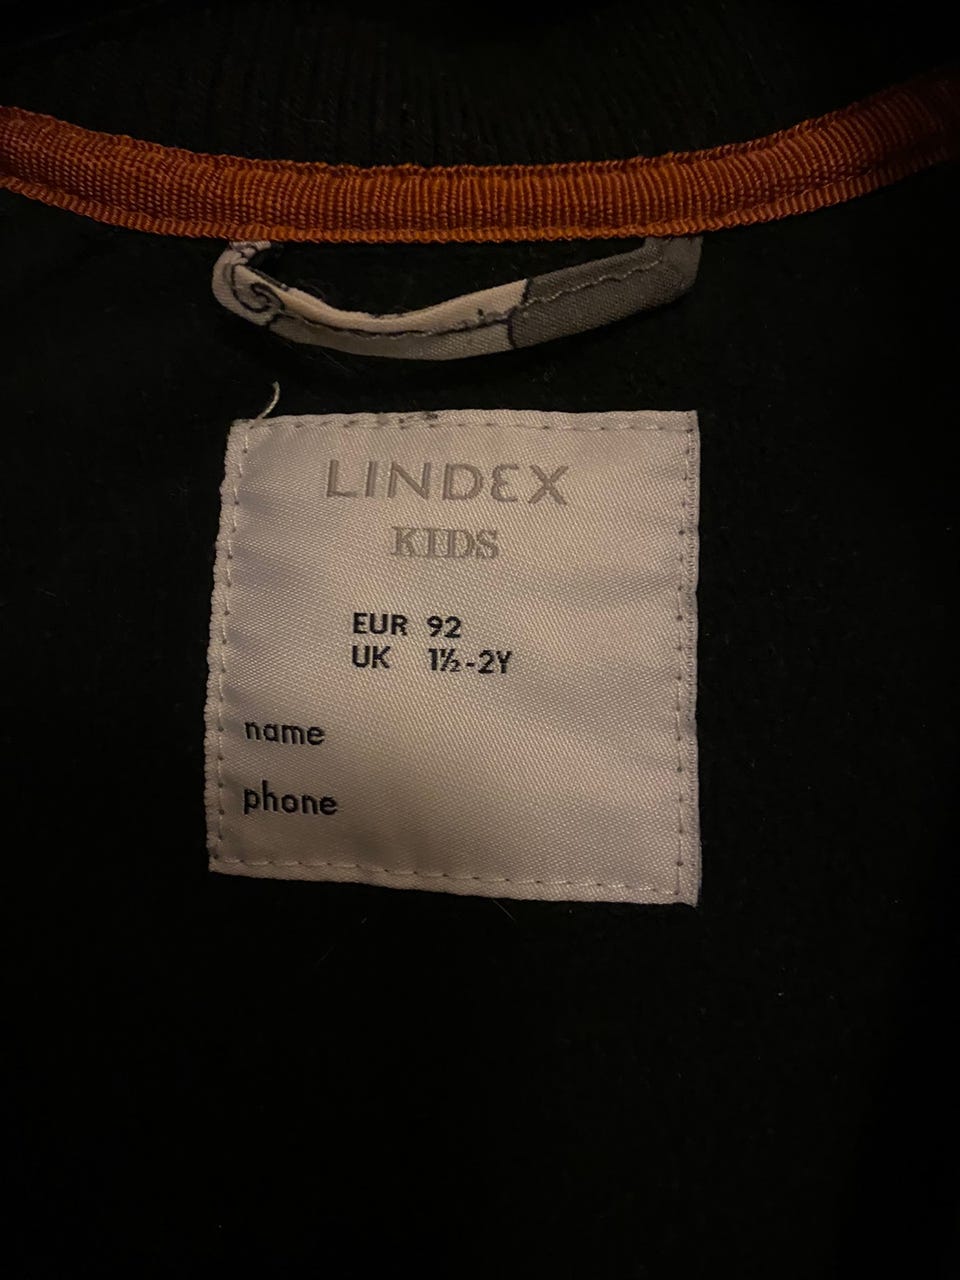 LINDEX
KIDS
EUR 92
UK 1½-2Y
name
phone